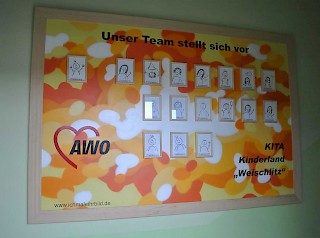 Unser Team stellt sich vor
AWO
KITA
Kinderland
„Weischlitz“